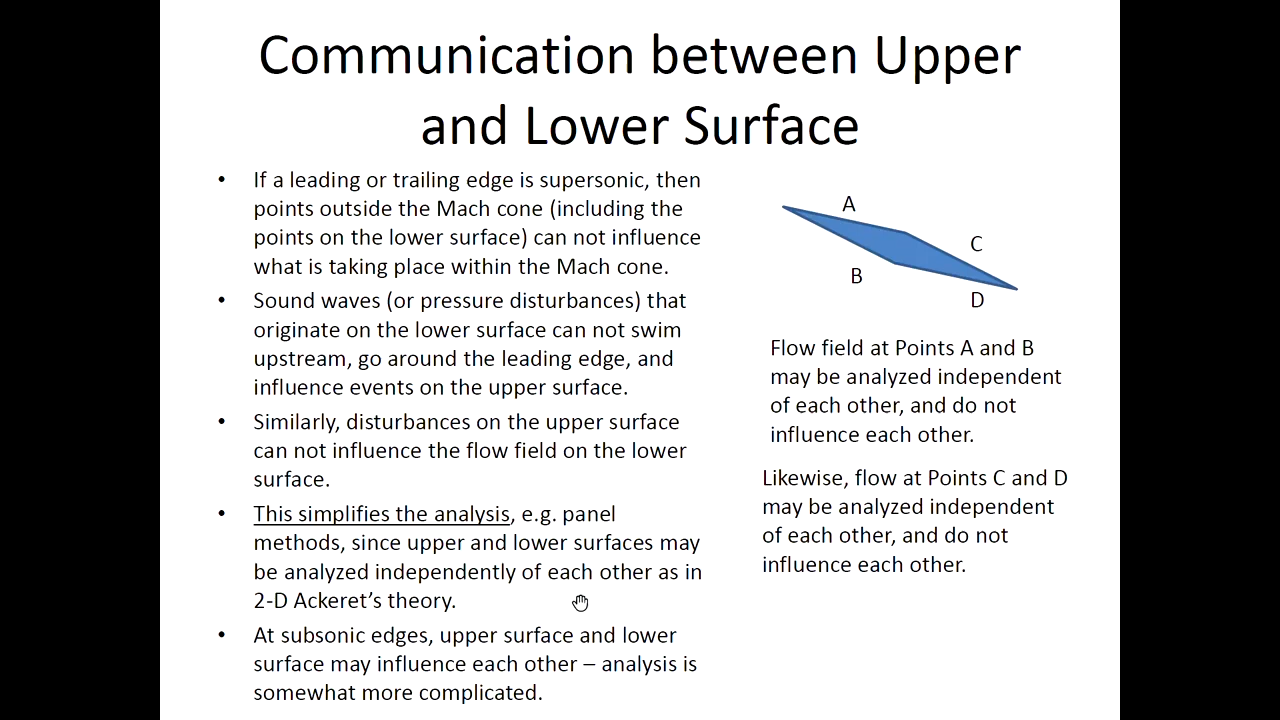 Communication between Upper
and Lower Surface
• If a leading or trailing edge is supersonic, then
points outside the Mach cone (including the
points on the lower surface) can not influence
what is taking place within the Mach cone.
• Sound waves (or pressure disturbances) that
originate on the lower surface can not swim
upstream, go around the leading edge, and
influence events on the upper surface.
• Similarly, disturbances on the upper surface
can not influence the flow field on the lower
surface.
• This simplifies the analysis, e.g. panel
methods, since upper and lower surfaces may
be analyzed independently of each other as in
2-D Ackeret’s theory.
• At subsonic edges, upper surface and lower
surface may influence each other – analysis is
somewhat more complicated.
A
C
B
D
Flow field at Points A and B
may be analyzed independent
of each other, and do not
influence each other.
Likewise, flow at Points C and D
may be analyzed independent
of each other, and do not
influence each other.